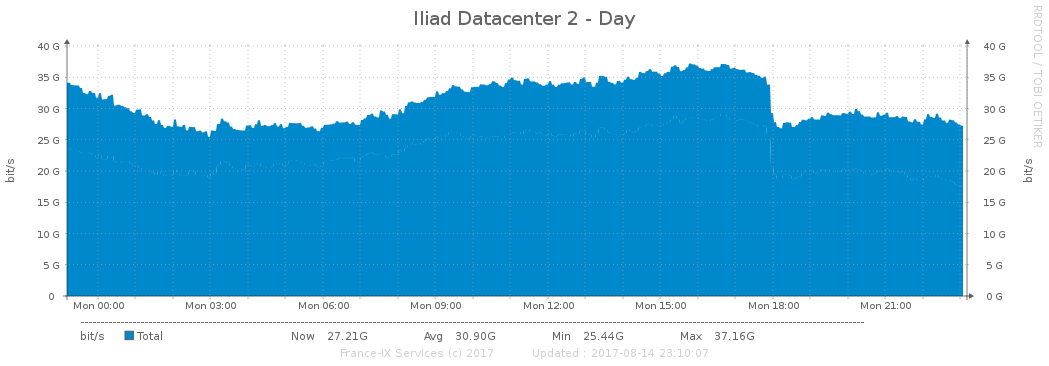 Iliad Datacenter 2 - Day
RRDTOOL / TOBI OETIKER
bit/s
bit/s
40 G 40 G
35 G 35 G
30 G 30 G
25 G 25 G
20 G 20 G
15 G 15 G
10 G 10 G
5 G 5 G
0 0 G
Mon 00:00 Mon 03:00 Mon 06:00 Mon 09:00 Mon 12:00 Mon 15:00 Mon 18:00 Mon 21:00
bit/s Total Now 27.21G Avg 30.90G Min 25.44G Max 37.16G
France-IX Services (c) 2017 Updated : 2017-08-14 23:10:07